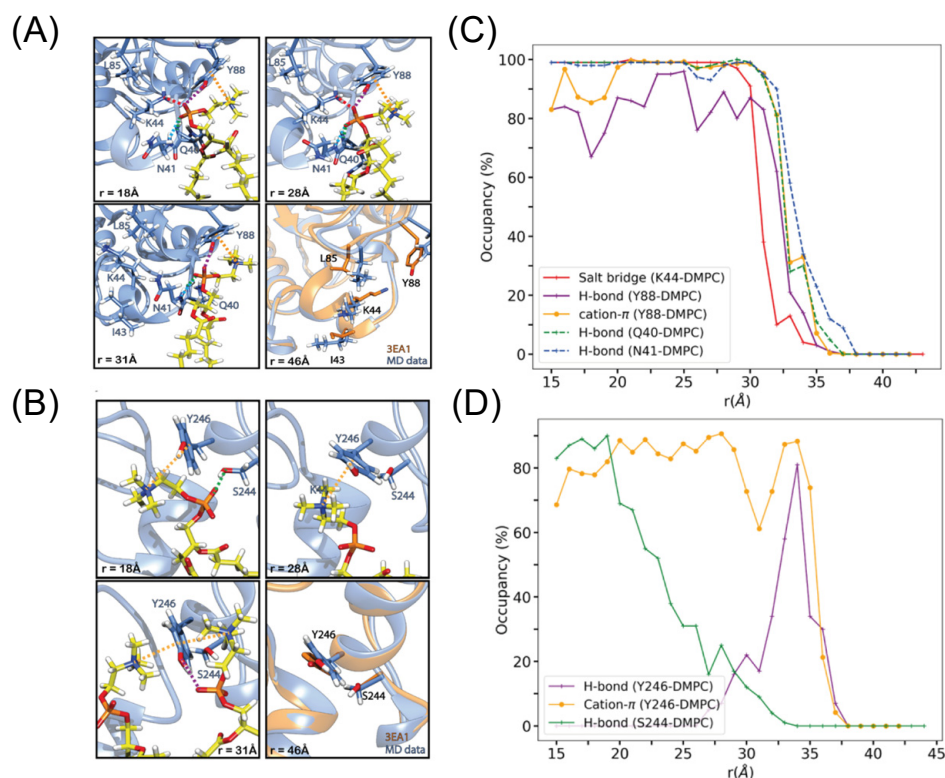 (A)
L85
Y88
K44
Q40
N41
r = 18Å
L85
Y88
K44
Q40
N41
r = 28Å
L85
Y88
K44
N41
Q40
I43
r = 31Å
L85
Y88
K44
I43
3EA1
MD data
r = 46Å
(B)
Y246
S244
r = 18Å
Y246
S244
r = 28Å
Y246
S244
r = 31Å
Y246
S244
3EA1
MD data
r = 46Å
(C)
Occupancy (%)
100
80
60
40
20
0
Salt bridge (K44-DMPC)
H-bond (Y88-DMPC)
cation-π (Y88-DMPC)
H-bond (Q40-DMPC)
H-bond (N41-DMPC)
15 20 25 30 35 40
r(Å)
(D)
Occupancy (%)
80
60
40
20
0
H-bond (Y246-DMPC)
Cation-π (Y246-DMPC)
H-bond (S244-DMPC)
15 20 25 30 35 40 45
r(Å)